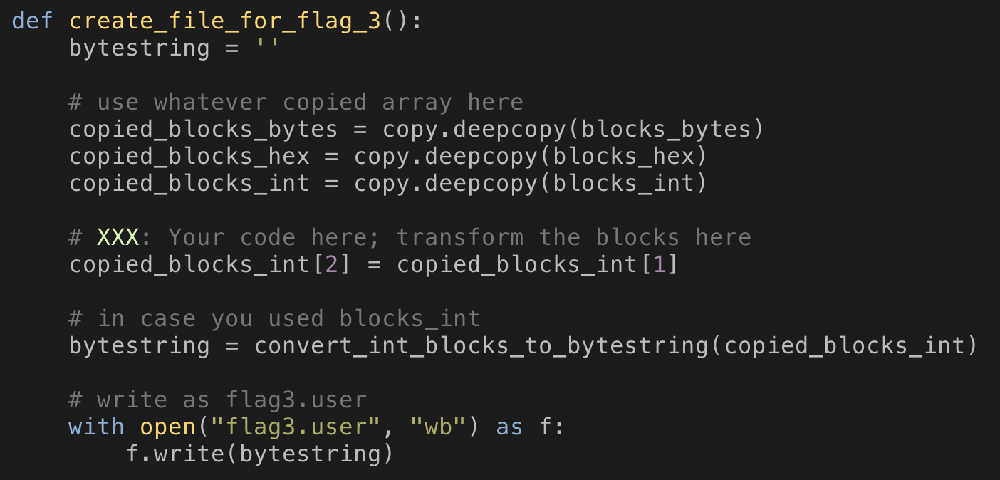 def create_file_for_flag_3():
    bytestring = ''

    # use whatever copied array here
    copied_blocks_bytes = copy.deepcopy(blocks_bytes)
    copied_blocks_hex = copy.deepcopy(blocks_hex)
    copied_blocks_int = copy.deepcopy(blocks_int)

    # XXX: Your code here; transform the blocks here
    copied_blocks_int[2] = copied_blocks_int[1]

    # in case you used blocks_int
    bytestring = convert_int_blocks_to_bytestring(copied_blocks_int)

    # write as flag3.user
    with open("flag3.user", "wb") as f:
        f.write(bytestring)